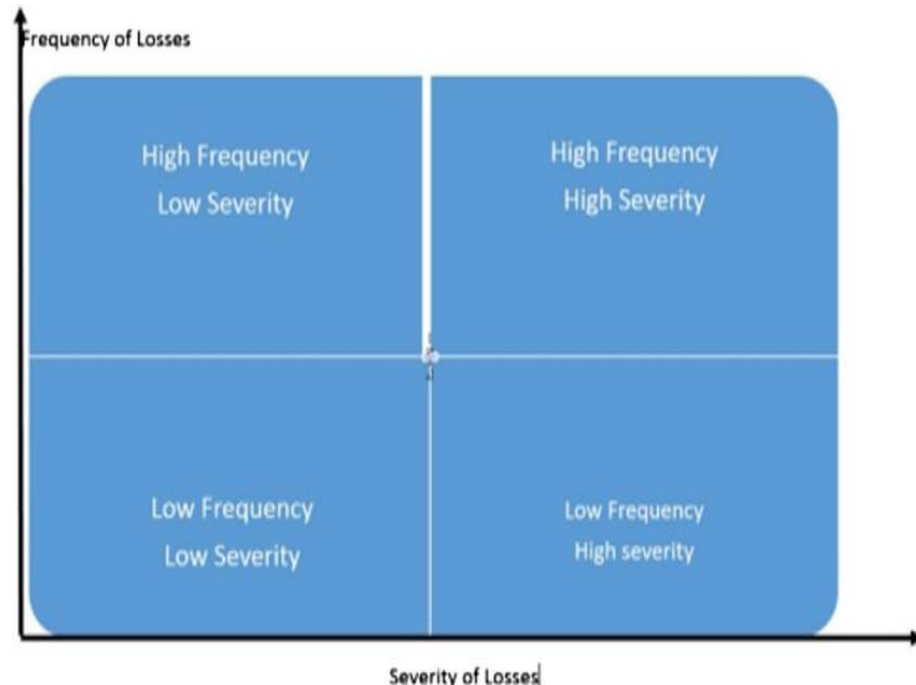 Frequency of Losses
High Frequency
Low Severity
High Frequency
High Severity
Low Frequency
Low Severity
Low Frequency
High severity
Severity of Losses